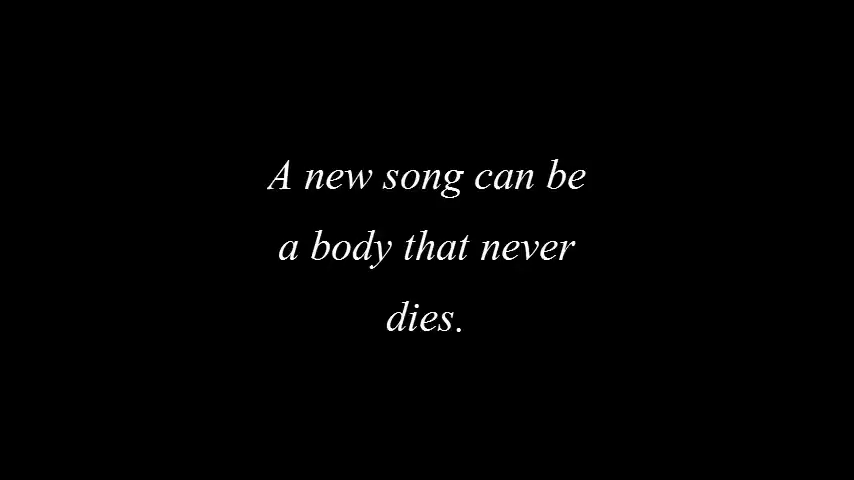 A new song can be
a body that never
dies.